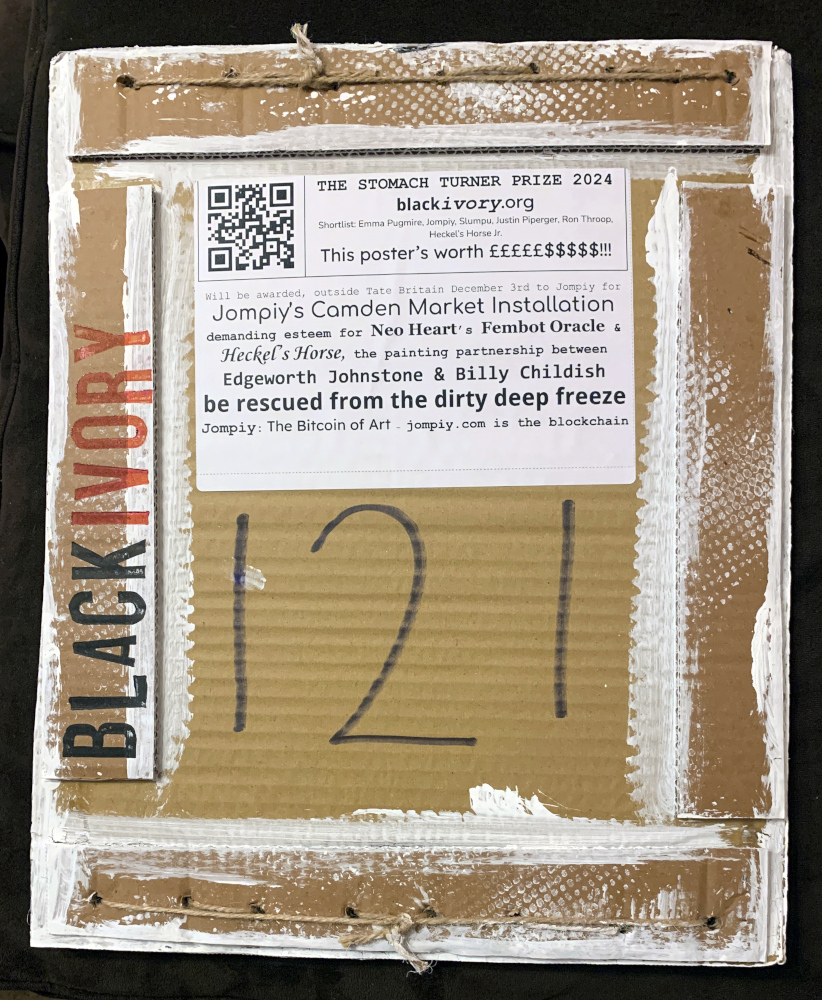 THE STOMACH TURNER PRIZE 2024
blackivory.org
Shortlist: Emma Pugmire, Jompiy, Slumpu, Justin Piperger, Ron Throop,
Heckel's Horse Jr.
This poster's worth £££££$$$$$!!!
Will be awarded, outside Tate Britain December 3rd to Jompiy for
Jompiy's Camden Market Installation
demanding esteem for Neo Heart's Fembot Oracle &
Heckel's Horse, the painting partnership between
Edgeworth Johnstone & Billy Childish
be rescued from the dirty deep freeze
Jompiy: The Bitcoin of Art - jompiy.com is the blockchain
BLACKIVORY
121